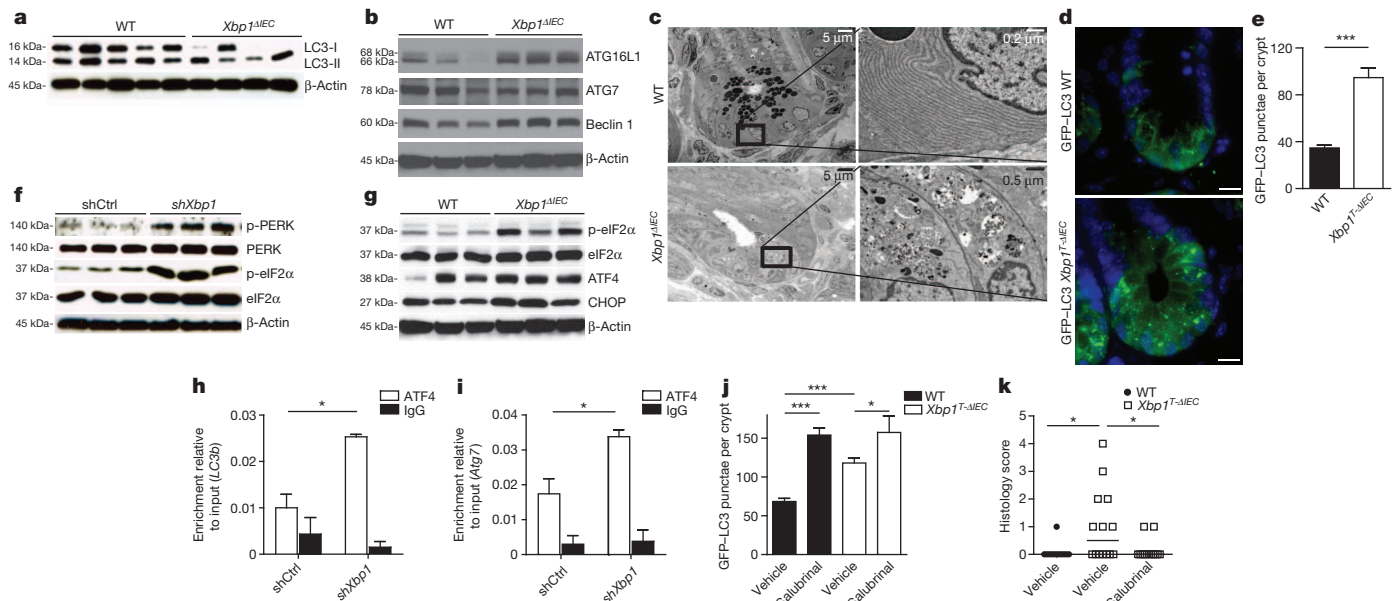 a
WT
Xbp1ΔIEC
16 kDa-
LC3-I
14 kDa-
LC3-II
45 kDa-
β-Actin
b
WT
Xbp1ΔIEC
68 kDa-
66 kDa-
ATG16L1
78 kDa-
ATG7
60 kDa-
Beclin 1
45 kDa-
β-Actin
c
WT
5 μm
0.2 μm
Xbp1ΔIEC
5 μm
0.5 μm
d
GFP–LC3 WT
GFP–LC3 Xbp1T-ΔIEC
e
GFP–LC3 punctae per crypt
120
80
40
0
***
WT
Xbp1T-ΔIEC
f
shCtrl
shXbp1
140 kDa-
p-PERK
140 kDa-
PERK
37 kDa-
p-eIF2α
37 kDa-
eIF2α
45 kDa-
β-Actin
g
WT
Xbp1ΔIEC
37 kDa-
p-eIF2α
37 kDa-
eIF2α
38 kDa-
ATF4
27 kDa-
CHOP
45 kDa-
β-Actin
h
ATF4
IgG
Enrichment relative
to input (LC3b)
0.03
0.02
0.01
0
*
shCtrl
shXbp1
i
ATF4
IgG
Enrichment relative
to input (Atg7)
0.04
0.03
0.02
0.01
0
*
shCtrl
shXbp1
j
WT
Xbp1T-ΔIEC
GFP–LC3 punctae per crypt
150
100
50
0
***
***
*
Vehicle
Salubrinal
Vehicle
Salubrinal
k
WT
Xbp1T-ΔIEC
Histology score
5
4
3
2
1
0
*
*
Vehicle
Vehicle
Salubrinal